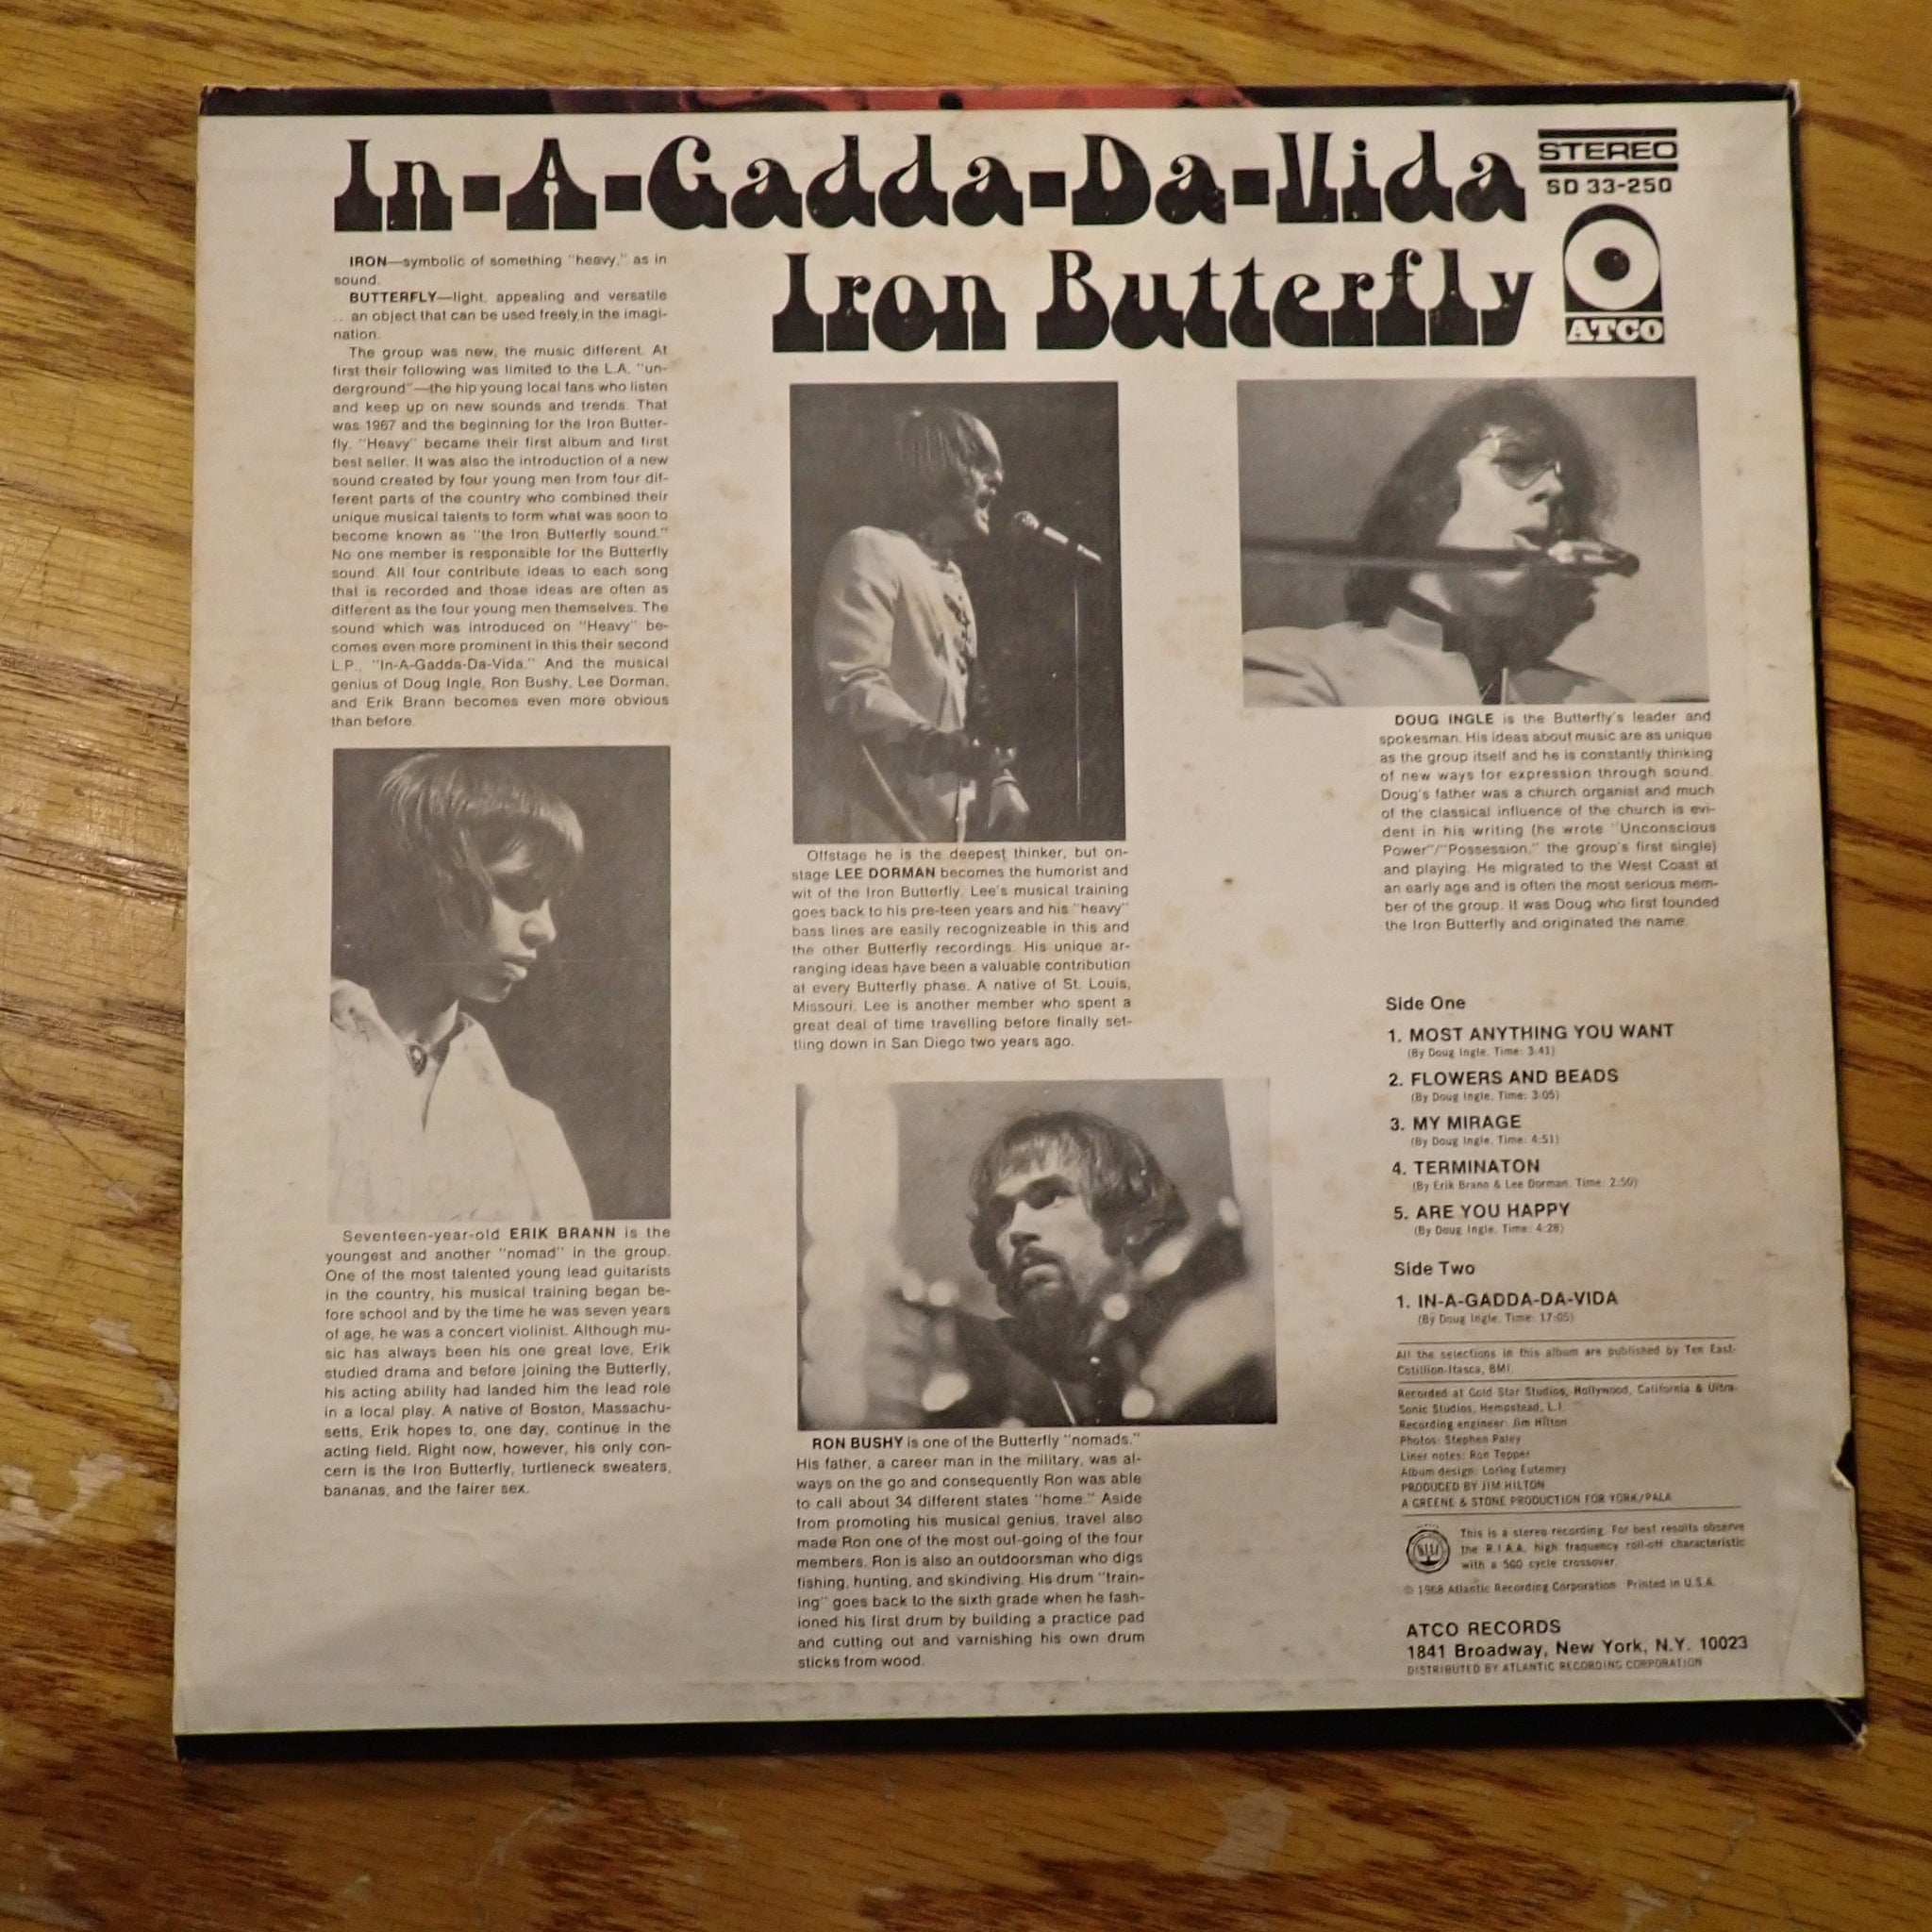 In-A-Gadda-Da-Vida
Iron Butterfly
STEREO
SD 33-250
ATCO
IRON—symbolic of something "heavy," as in
sound.
BUTTERFLY—light, appealing and versatile
...an object that can be used freely in the imagi-
nation.
The group was new, the music different. At
first their following was limited to the L.A. "un-
derground"—the hip young local fans who listen
and keep up on new sounds and trends. That
was 1967 and the beginning for the Iron Butter-
fly. "Heavy" became their first album and first
best seller. It was also the introduction of a new
sound created by four young men from four dif-
ferent parts of the country who combined their
unique musical talents to form what was soon to
become known as "the Iron Butterfly sound."
No one member is responsible for the Butterfly
sound. All four contribute ideas to each song
that is recorded and those ideas are often as
different as the four young men themselves. The
sound which was introduced on "Heavy" be-
comes even more prominent in this their second
L.P., "In-A-Gadda-Da-Vida." And the musical
genius of Doug Ingle, Ron Bushy, Lee Dorman,
and Erik Brann becomes even more obvious
than before.
Seventeen-year-old ERIK BRANN is the
youngest and another "nomad" in the group.
One of the most talented young lead guitarists
in the country, his musical training began be-
fore school and by the time he was seven years
of age, he was a concert violinist. Although mu-
sic has always been his one great love, Erik
studied drama and before joining the Butterfly,
his acting ability had landed him the lead role
in a local play. A native of Boston, Massachu-
setts, Erik hopes to, one day, continue in the
acting field. Right now, however, his only con-
cern is the Iron Butterfly, turtleneck sweaters,
bananas, and the fairer sex.
Offstage he is the deepest thinker, but on-
stage LEE DORMAN becomes the humorist and
wit of the Iron Butterfly. Lee's musical training
goes back to his pre-teen years and his "heavy"
bass lines are easily recognizeable in this and
the other Butterfly recordings. His unique ar-
ranging ideas have been a valuable contribution
at every Butterfly phase. A native of St. Louis,
Missouri, Lee is another member who spent a
great deal of time travelling before finally set-
tling down in San Diego two years ago.
RON BUSHY is one of the Butterfly "nomads."
His father, a career man in the military, was al-
ways on the go and consequently Ron was able
to call about 34 different states "home." Aside
from promoting his musical genius, travel also
made Ron one of the most out-going of the four
members. Ron is also an outdoorsman who digs
fishing, hunting, and skindiving. His drum "train-
ing" goes back to the sixth grade when he fash-
ioned his first drum by building a practice pad
and cutting out and varnishing his own drum
sticks from wood.
DOUG INGLE is the Butterfly's leader and
spokesman. His ideas about music are as unique
as the group itself and he is constantly thinking
of new ways for expression through sound.
Doug's father was a church organist and much
of the classical influence of the church is evi-
dent in his writing (he wrote "Unconscious
Power"/"Possession," the group's first single)
and playing. He migrated to the West Coast at
an early age and is often the most serious mem-
ber of the group. It was Doug who first founded
the Iron Butterfly and originated the name.
Side One
1. MOST ANYTHING YOU WANT
(By Doug Ingle. Time: 3:41)
2. FLOWERS AND BEADS
(By Doug Ingle. Time: 3:05)
3. MY MIRAGE
(By Doug Ingle. Time: 4:51)
4. TERMINATON
(By Erik Brann & Lee Dorman. Time: 2:50)
5. ARE YOU HAPPY
(By Doug Ingle. Time: 4:28)
Side Two
1. IN-A-GADDA-DA-VIDA
(By Doug Ingle. Time: 17:05)
All the selections in this album are published by Ten East-
Cotillion-Itasca, BMI.
Recorded at Gold Star Studios, Hollywood, California & Ultra-
Sonic Studios, Hempstead, L.I.
Recording engineer: Jim Hilton
Photos: Stephen Paley
Liner notes: Ron Tepper
Album design: Loring Eutemey
PRODUCED BY JIM HILTON
A GREENE & STONE PRODUCTION FOR YORK/PALA
This is a stereo recording. For best results observe
the R.I.A.A. high frequency roll-off characteristic
with a 500 cycle crossover.
© 1968 Atlantic Recording Corporation Printed in U.S.A.
ATCO RECORDS
1841 Broadway, New York, N.Y. 10023
DISTRIBUTED BY ATLANTIC RECORDING CORPORATION